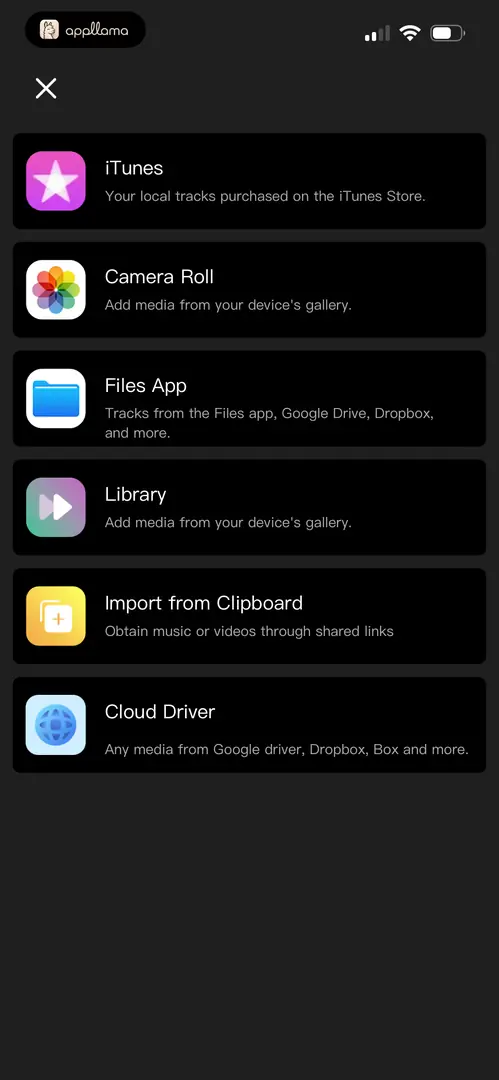 appllama
iTunes
Your local tracks purchased on the iTunes Store.
Camera Roll
Add media from your device's gallery.
Files App
Tracks from the Files app, Google Drive, Dropbox,
and more.
Library
Add media from your device's gallery.
Import from Clipboard
Obtain music or videos through shared links
Cloud Driver
Any media from Google driver, Dropbox, Box and more.